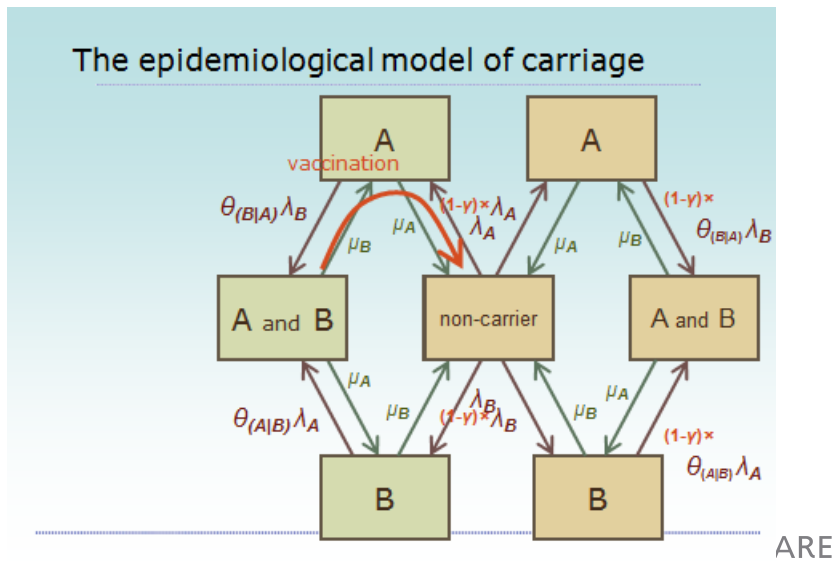 The epidemiological model of carriage
A
A
vaccination
θ(B|A) λB
μB
μA
(1-γ)× λA
λA
μA
μB
(1-γ)×
θ(B|A) λB
A and B
non-carrier
A and B
μA
θ(A|B) λA
μB
λB
(1-γ)× λB
μB
μA
(1-γ)×
θ(A|B) λA
B
B
ARE